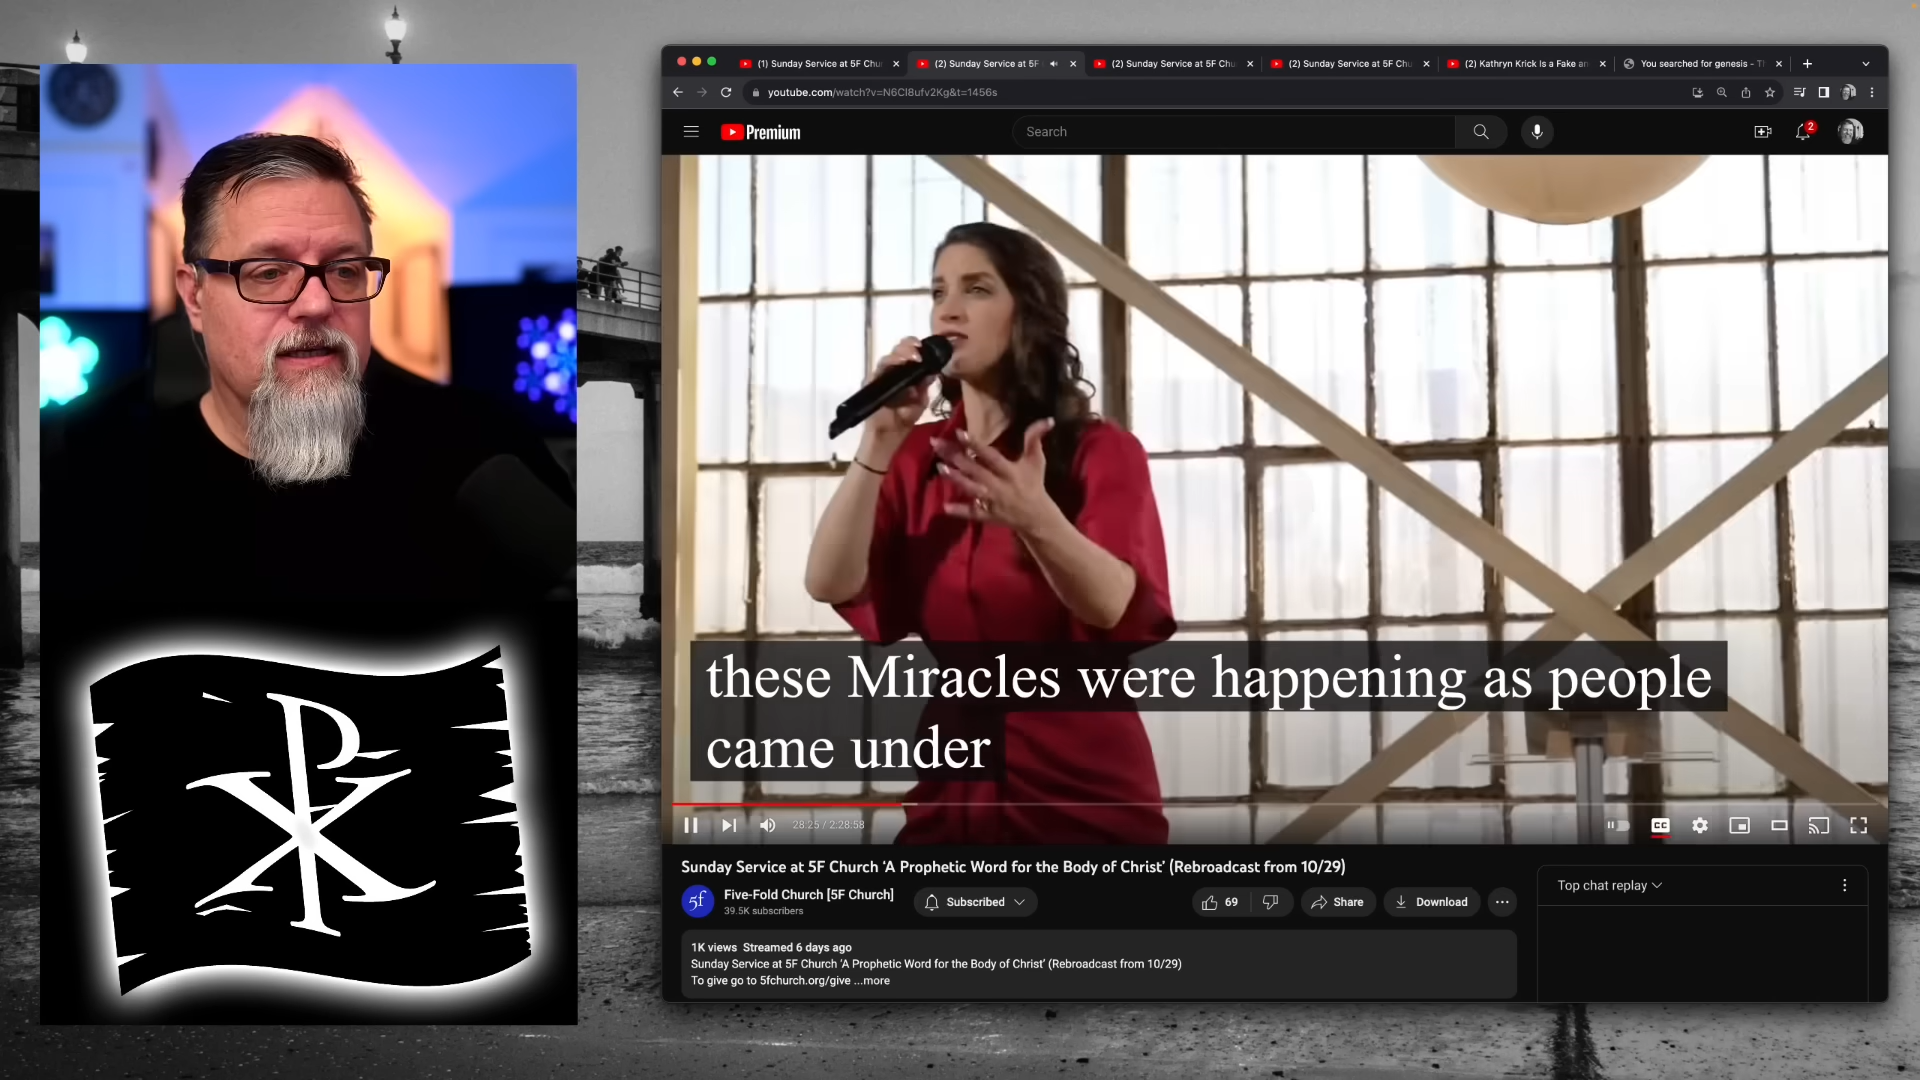 (1) Sunday Service at 5F Chu
(2) Sunday Service at 5F
(2) Sunday Service at 5F Chu
(2) Sunday Service at 5F Chu
(2) Kathryn Krick Is a Fake an
You searched for genesis - Th
youtube.com/watch?v=N6Cl8ufv2Kg&t=1456s
Premium
Search
2
these Miracles were happening as people
came under
28:25 / 2:28:58
CC
Sunday Service at 5F Church 'A Prophetic Word for the Body of Christ' (Rebroadcast from 10/29)
Top chat replay
5f
Five-Fold Church [5F Church]
39.5K subscribers
Subscribed
69
Share
Download
1K views Streamed 6 days ago
Sunday Service at 5F Church 'A Prophetic Word for the Body of Christ' (Rebroadcast from 10/29)
To give go to 5fchurch.org/give ...more